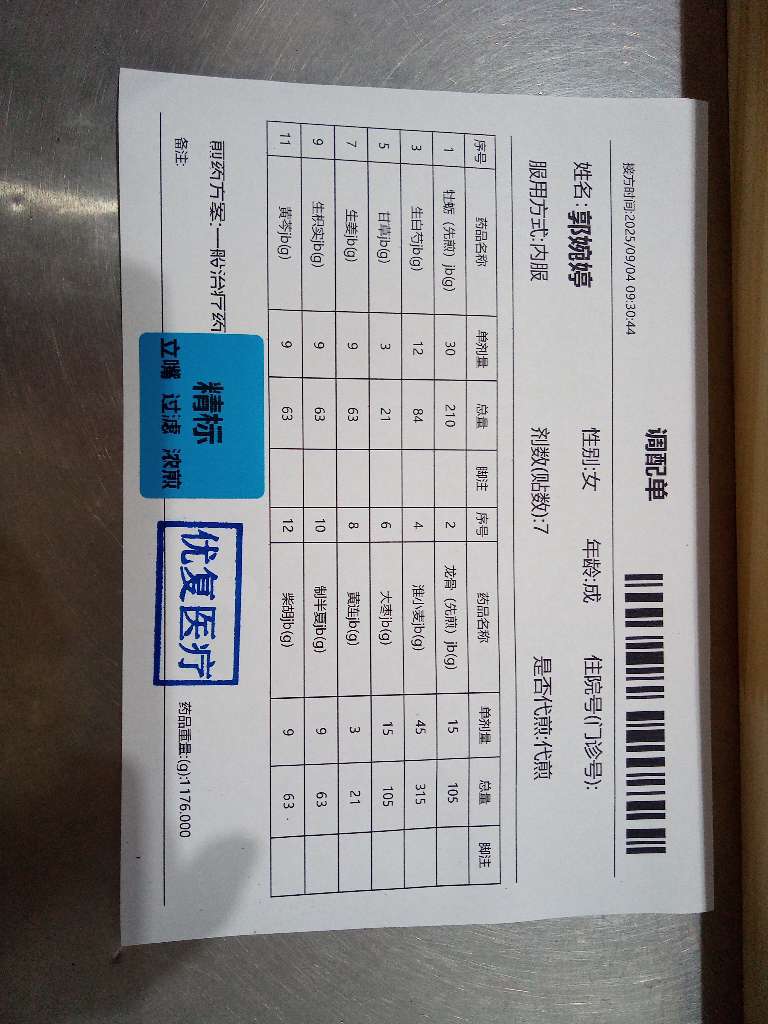 调配单
接方时间:2025/09/04 09:30:44
姓名:郭婉婷 性别:女 年龄:成 住院号(门诊号):
服用方式:内服 剂数(贴数):7 是否代煎:代煎
序号 药品名称 单剂量 总量 脚注 序号 药品名称 单剂量 总量 脚注
1 牡蛎（先煎）jb(g) 30 210 2 龙骨（先煎）jb(g) 15 105
3 生白芍jb(g) 12 84 4 淮小麦jb(g) 45 315
5 甘草jb(g) 3 21 6 大枣jb(g) 15 105
7 生姜jb(g) 9 63 8 黄连jb(g) 3 21
9 生枳实jb(g) 9 63 10 制半夏jb(g) 9 63
11 黄芩jb(g) 9 63 12 柴胡jb(g) 9 63
煎药方案:一般治疗药
备注:
精标
立嘴 过滤 浓煎
优复医疗
药品重量:(g):1176.000